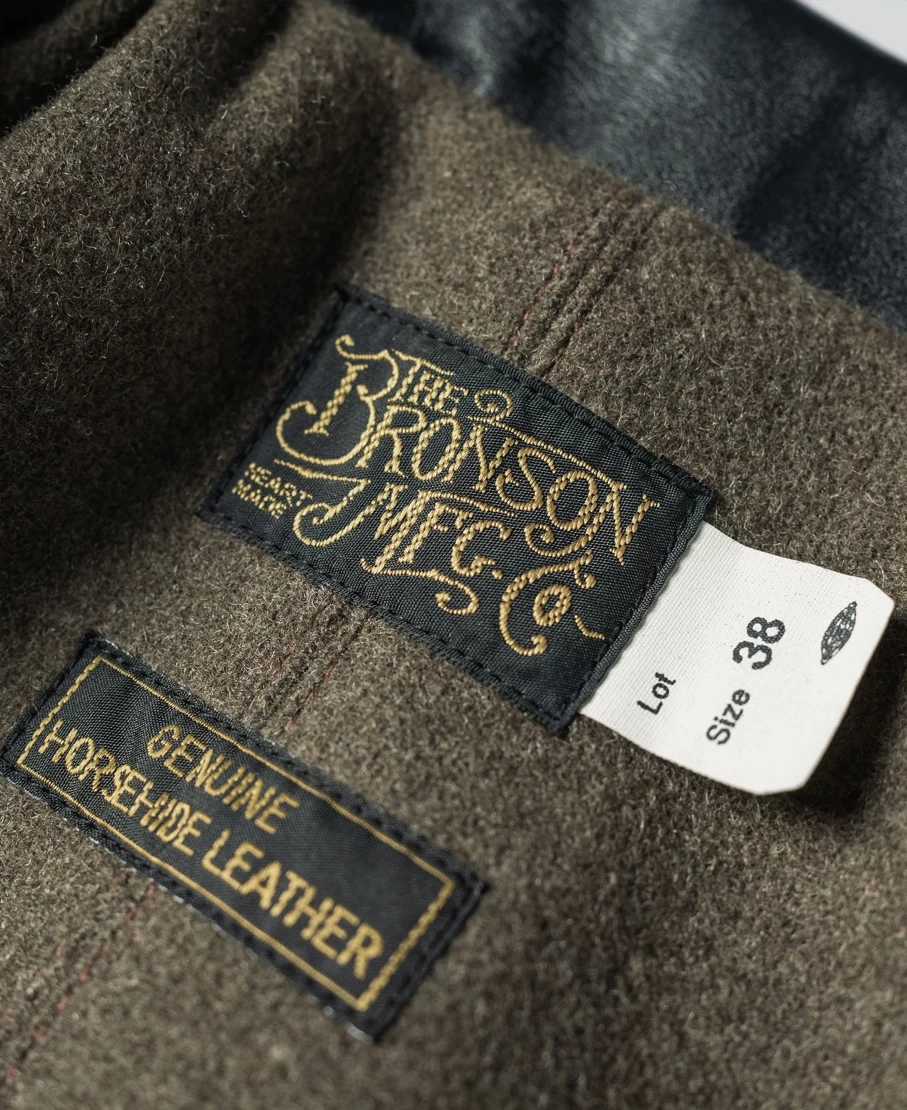 THE
BRONSON
HEART
MADE
MFG. Co.
Lot
Size 38
GENUINE
HORSEHIDE LEATHER